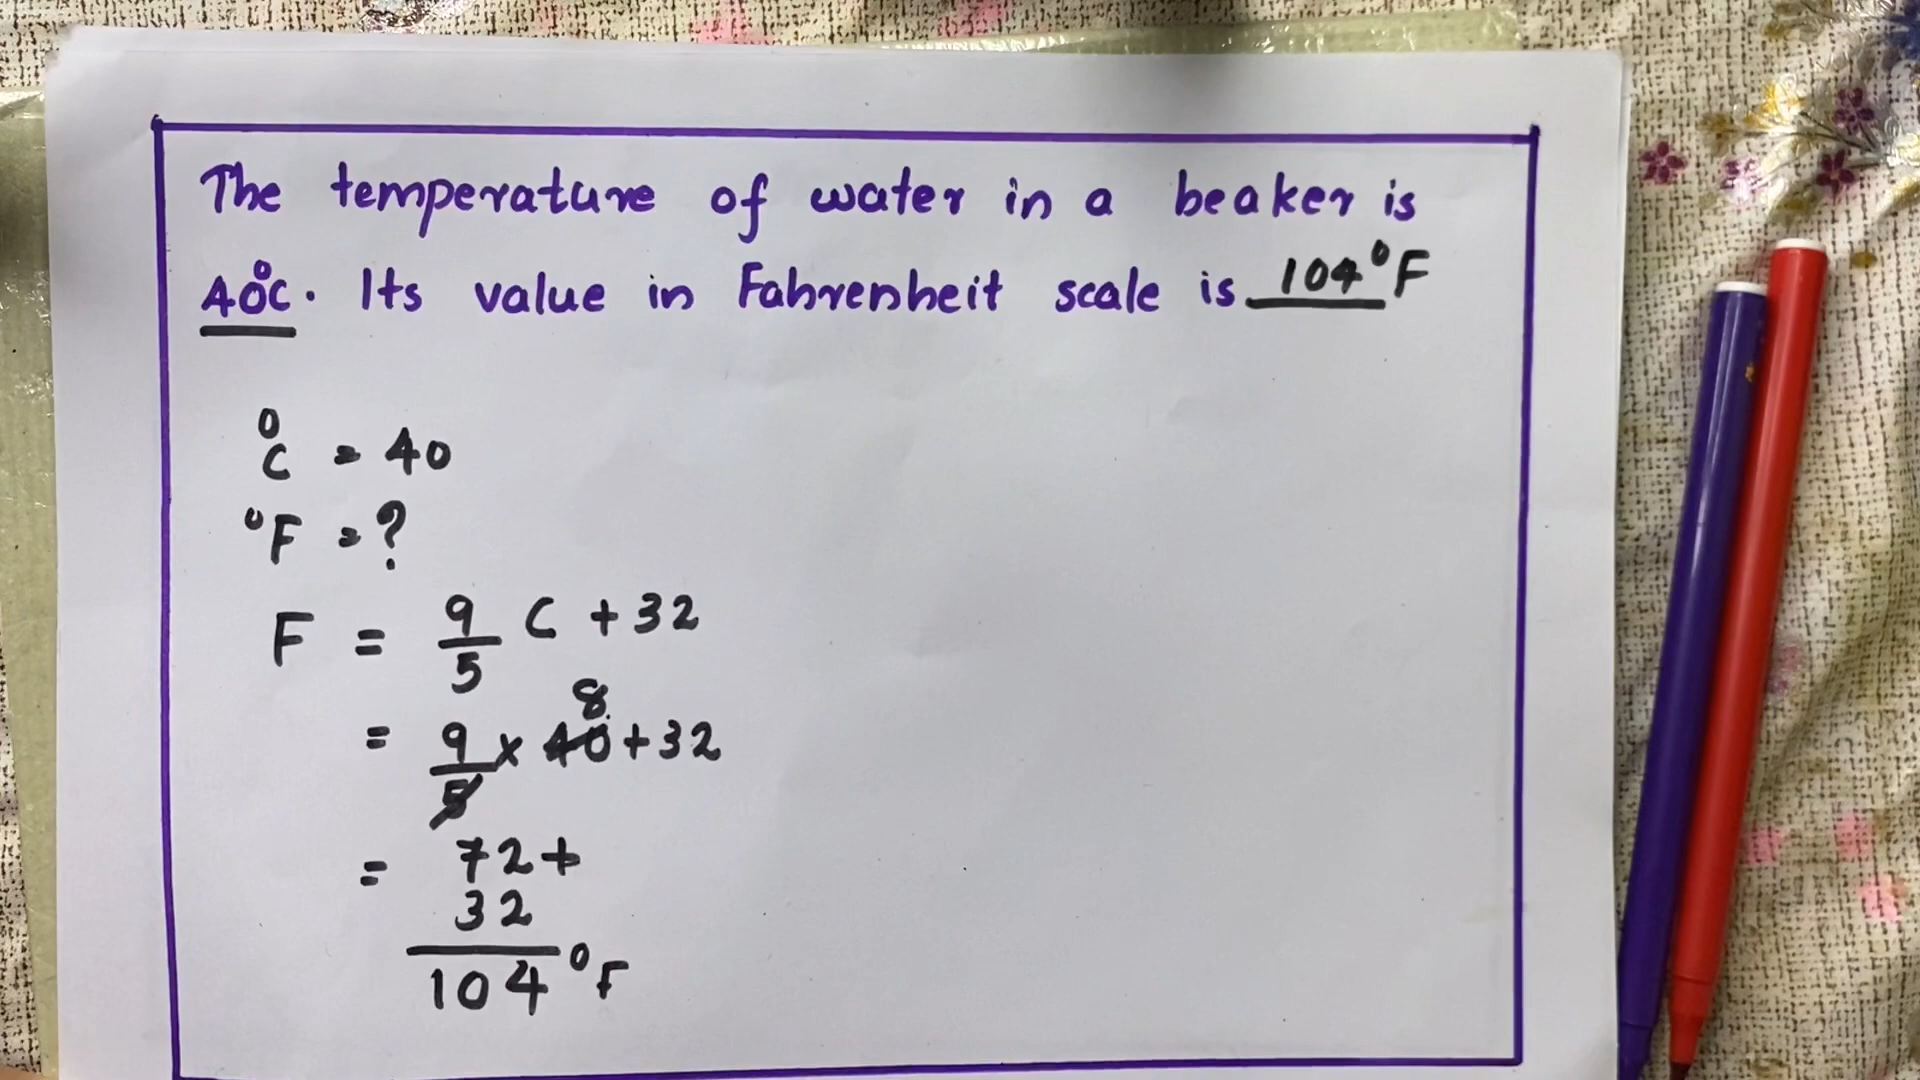 The temperature of water in a beaker is
40°C. Its value in Fahrenheit scale is 104°F
°C = 40
°F = ?
F = 9/5 C + 32
= 9/5 x 40 + 32
8
= 72 +
32
104°F